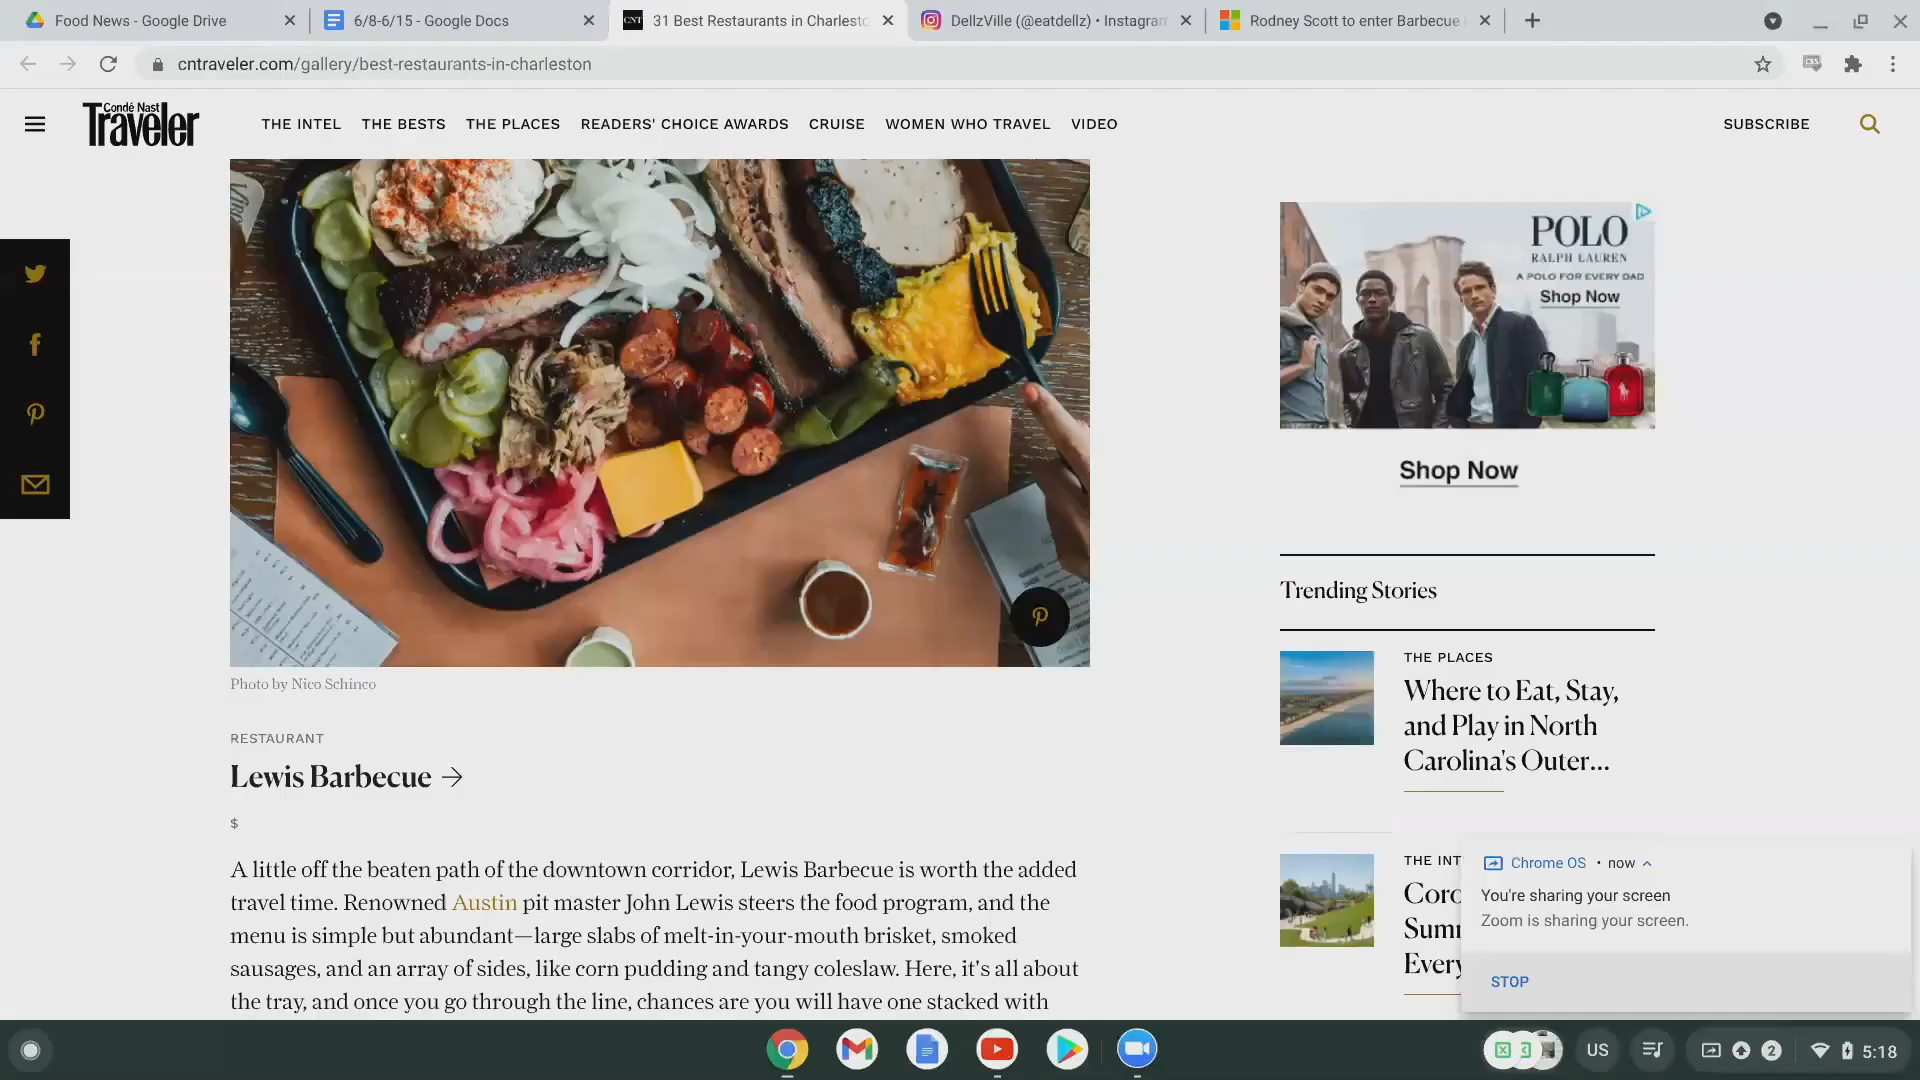 Food News - Google Drive
6/8-6/15 - Google Docs
CNT
31 Best Restaurants in Charlesto
DellzVille (@eatdellz) • Instagram
Rodney Scott to enter Barbecue
cntraveler.com/gallery/best-restaurants-in-charleston
CSS
Condé Nast
Traveler
THE INTEL
THE BESTS
THE PLACES
READERS' CHOICE AWARDS
CRUISE
WOMEN WHO TRAVEL
VIDEO
SUBSCRIBE
POLO
RALPH LAUREN
A POLO FOR EVERY DAD
Shop Now
Shop Now
Photo by Nico Schinco
RESTAURANT
Lewis Barbecue →
$
A little off the beaten path of the downtown corridor, Lewis Barbecue is worth the added
travel time. Renowned Austin pit master John Lewis steers the food program, and the
menu is simple but abundant—large slabs of melt-in-your-mouth brisket, smoked
sausages, and an array of sides, like corn pudding and tangy coleslaw. Here, it's all about
the tray, and once you go through the line, chances are you will have one stacked with
Trending Stories
THE PLACES
Where to Eat, Stay,
and Play in North
Carolina's Outer...
THE INT
Coro
Sum
Every
Chrome OS • now
You're sharing your screen
Zoom is sharing your screen.
STOP
US
2
5:18